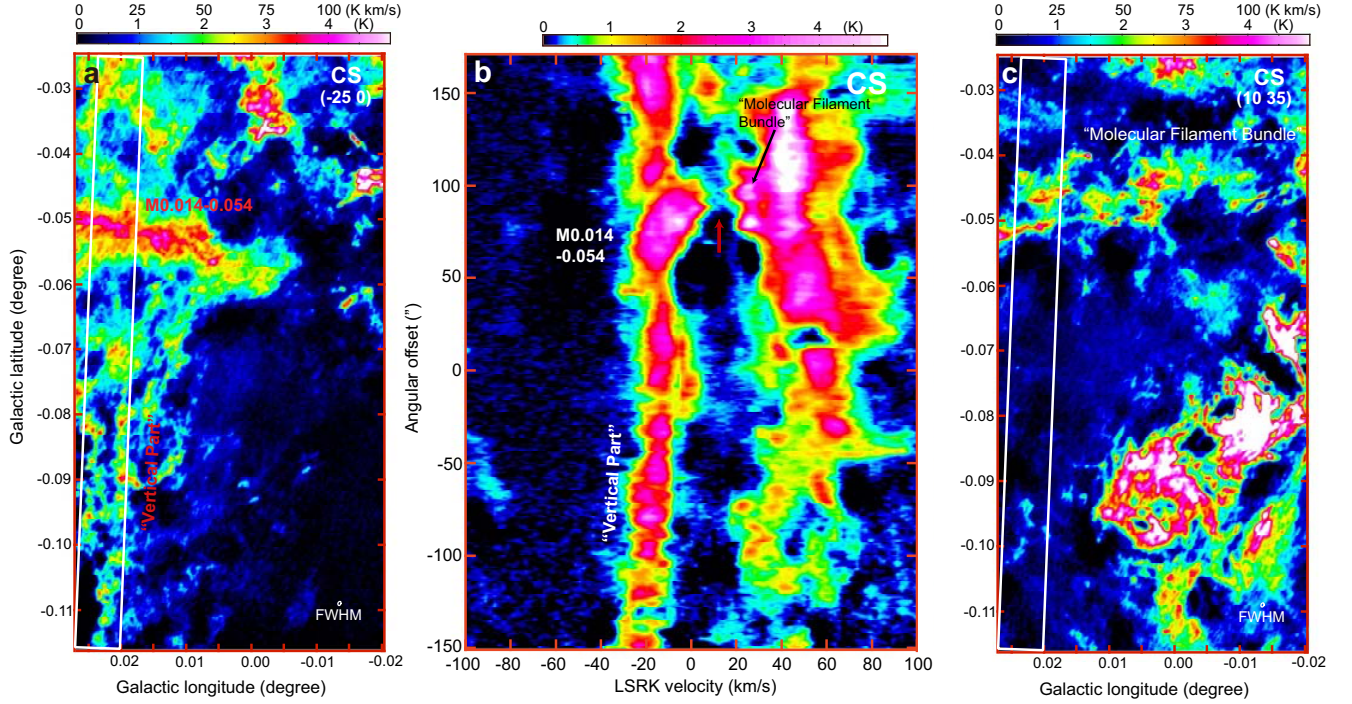 0 25 50 75 100 (K km/s)
0 1 2 3 4 (K)
a
CS
(-25 0)
M0.014-0.054
"Vertical Part"
FWHM
-0.03
-0.04
-0.05
-0.06
-0.07
-0.08
-0.09
-0.10
-0.11
Galactic latitude (degree)
0.02 0.01 0.00 -0.01 -0.02
Galactic longitude (degree)
0 1 2 3 4 (K)
b
CS
"Molecular Filament
Bundle"
M0.014
-0.054
"Vertical Part"
150
100
50
0
-50
-100
-150
Angular offset (")
-100 -80 -60 -40 -20 0 20 40 60 80 100
LSRK velocity (km/s)
0 25 50 75 100 (K km/s)
0 1 2 3 4 (K)
c
CS
(10 35)
"Molecular Filament Bundle"
FWHM
-0.03
-0.04
-0.05
-0.06
-0.07
-0.08
-0.09
-0.10
-0.11
0.02 0.01 0.00 -0.01 -0.02
Galactic longitude (degree)